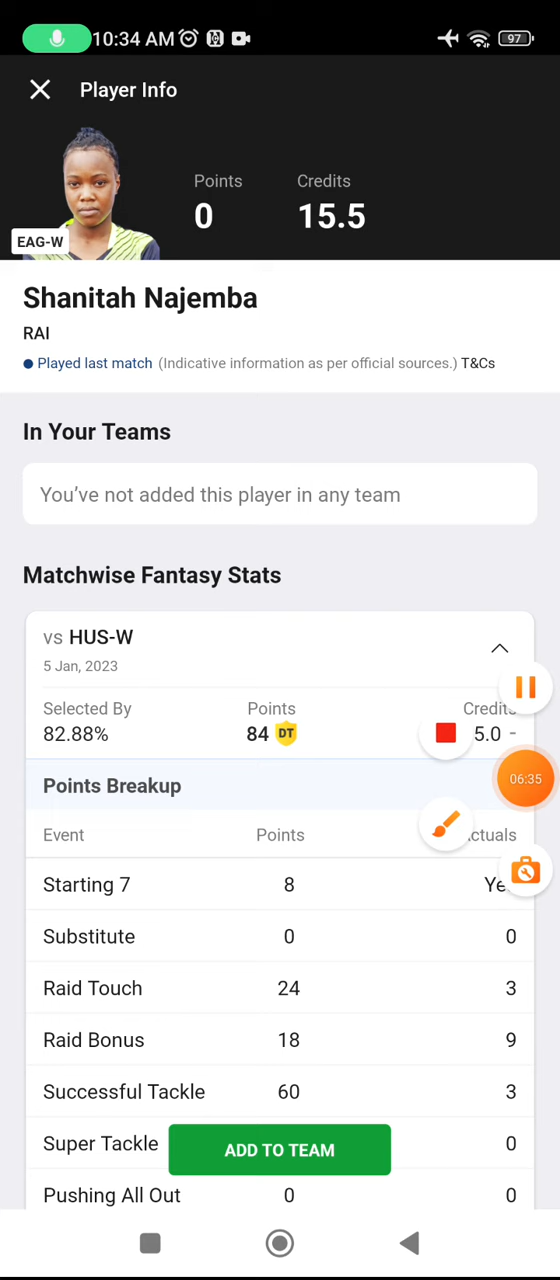 10:34 AM
97
Player Info
Points
Credits
0
15.5
EAG-W
Shanitah Najemba
RAI
Played last match (Indicative information as per official sources.) T&Cs
In Your Teams
You've not added this player in any team
Matchwise Fantasy Stats
vs HUS-W
5 Jan, 2023
Selected By Points Credits
82.88% 84 DT 5.0 -
06:35
Points Breakup
Event Points
Starting 7 8
Substitute 0 0
Raid Touch 24 3
Raid Bonus 18 9
Successful Tackle 60 3
Super Tackle 0
ADD TO TEAM
Pushing All Out 0 0